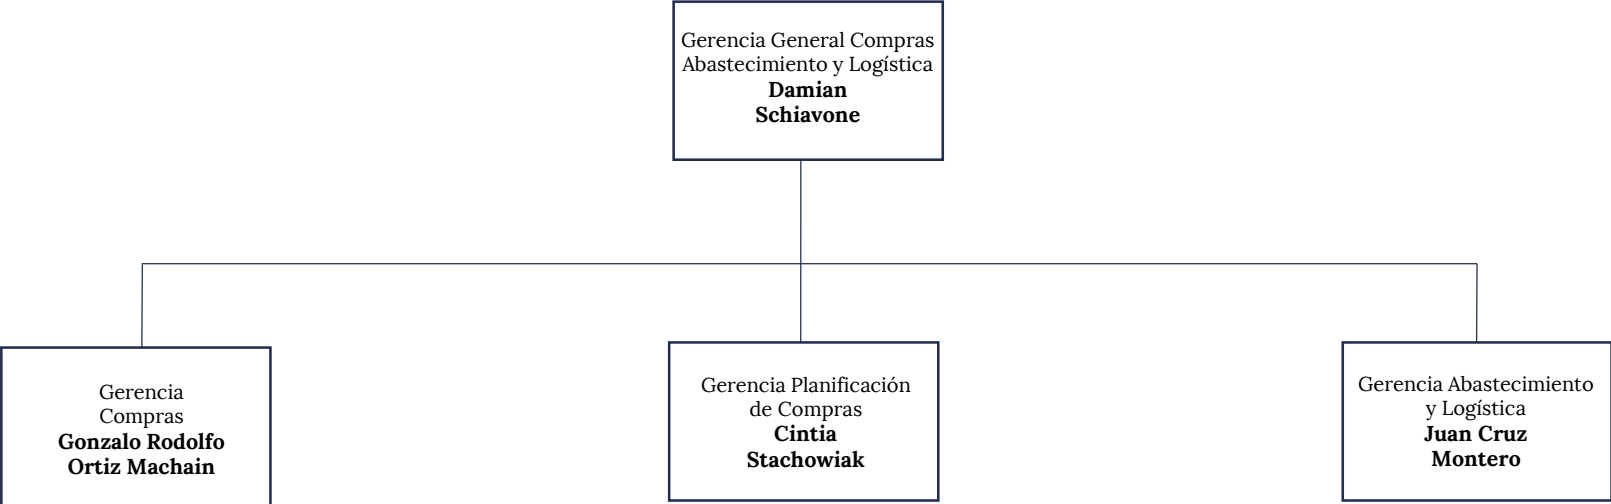 Gerencia General Compras
Abastecimiento y Logística
Damian
Schiavone
Gerencia
Compras
Gonzalo Rodolfo
Ortiz Machain
Gerencia Planificación
de Compras
Cintia
Stachowiak
Gerencia Abastecimiento
y Logística
Juan Cruz
Montero